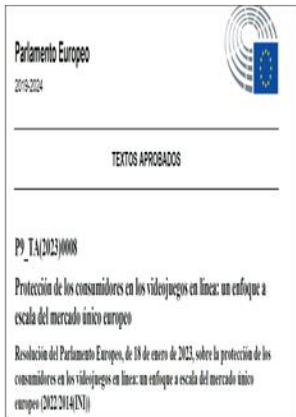 Parlamento Europeo
2019-2024
TEXTOS APROBADOS
P9_TA(2023)0008
Protección de los consumidores en los videojuegos en línea: un enfoque a
escala del mercado único europeo
Resolución del Parlamento Europeo, de 18 de enero de 2023, sobre la protección de los
consumidores en los videojuegos en línea: un enfoque a escala del mercado único
europeo (2022/2014(INI))